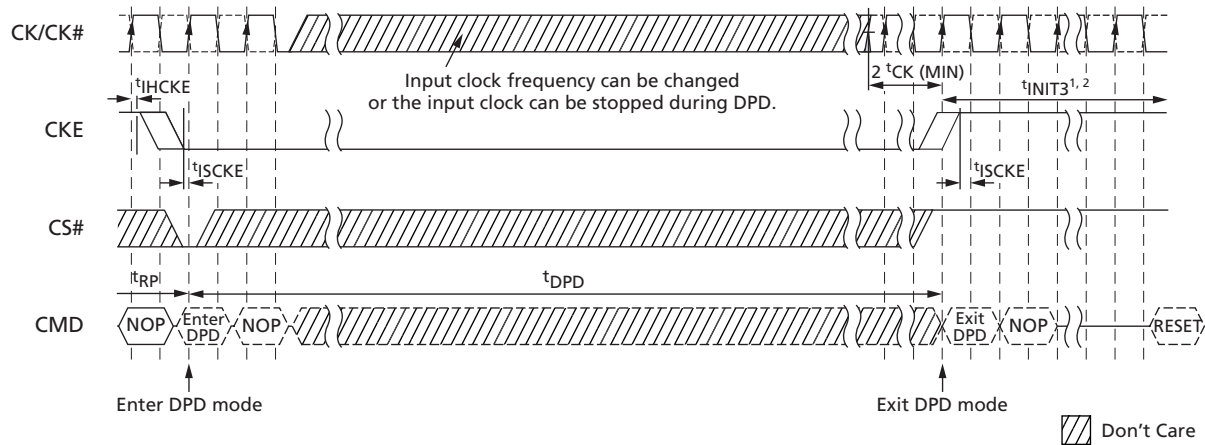 CK/CK#
2 tCK (MIN)
Input clock frequency can be changed
or the input clock can be stopped during DPD.
tIHCKE
tINIT3 1, 2
CKE
tISCKE
tISCKE
CS#
tRP
tDPD
CMD
NOP
Enter
DPD
NOP
Exit
DPD
NOP
RESET
Enter DPD mode
Exit DPD mode
Don't Care